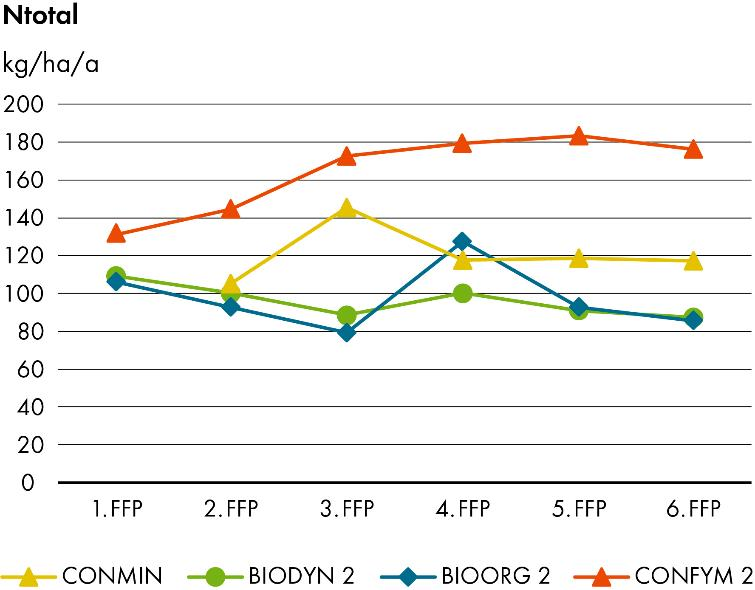 Ntotal
kg/ha/a
200
180
160
140
120
100
80
60
40
20
0
1.FFP 2.FFP 3.FFP 4.FFP 5.FFP 6.FFP
CONMIN BIODYN 2 BIOORG 2 CONFYM 2